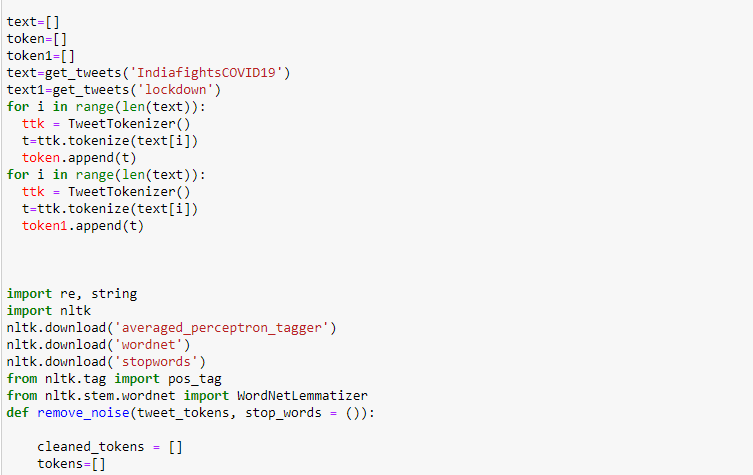 text=[]
token=[]
token1=[]
text=get_tweets('IndiafightsCOVID19')
text1=get_tweets('lockdown')
for i in range(len(text)):
  ttk = TweetTokenizer()
  t=ttk.tokenize(text[i])
  token.append(t)
for i in range(len(text)):
  ttk = TweetTokenizer()
  t=ttk.tokenize(text[i])
  token1.append(t)
import re, string
import nltk
nltk.download('averaged_perceptron_tagger')
nltk.download('wordnet')
nltk.download('stopwords')
from nltk.tag import pos_tag
from nltk.stem.wordnet import WordNetLemmatizer
def remove_noise(tweet_tokens, stop_words = ()):
    cleaned_tokens = []
    tokens=[]